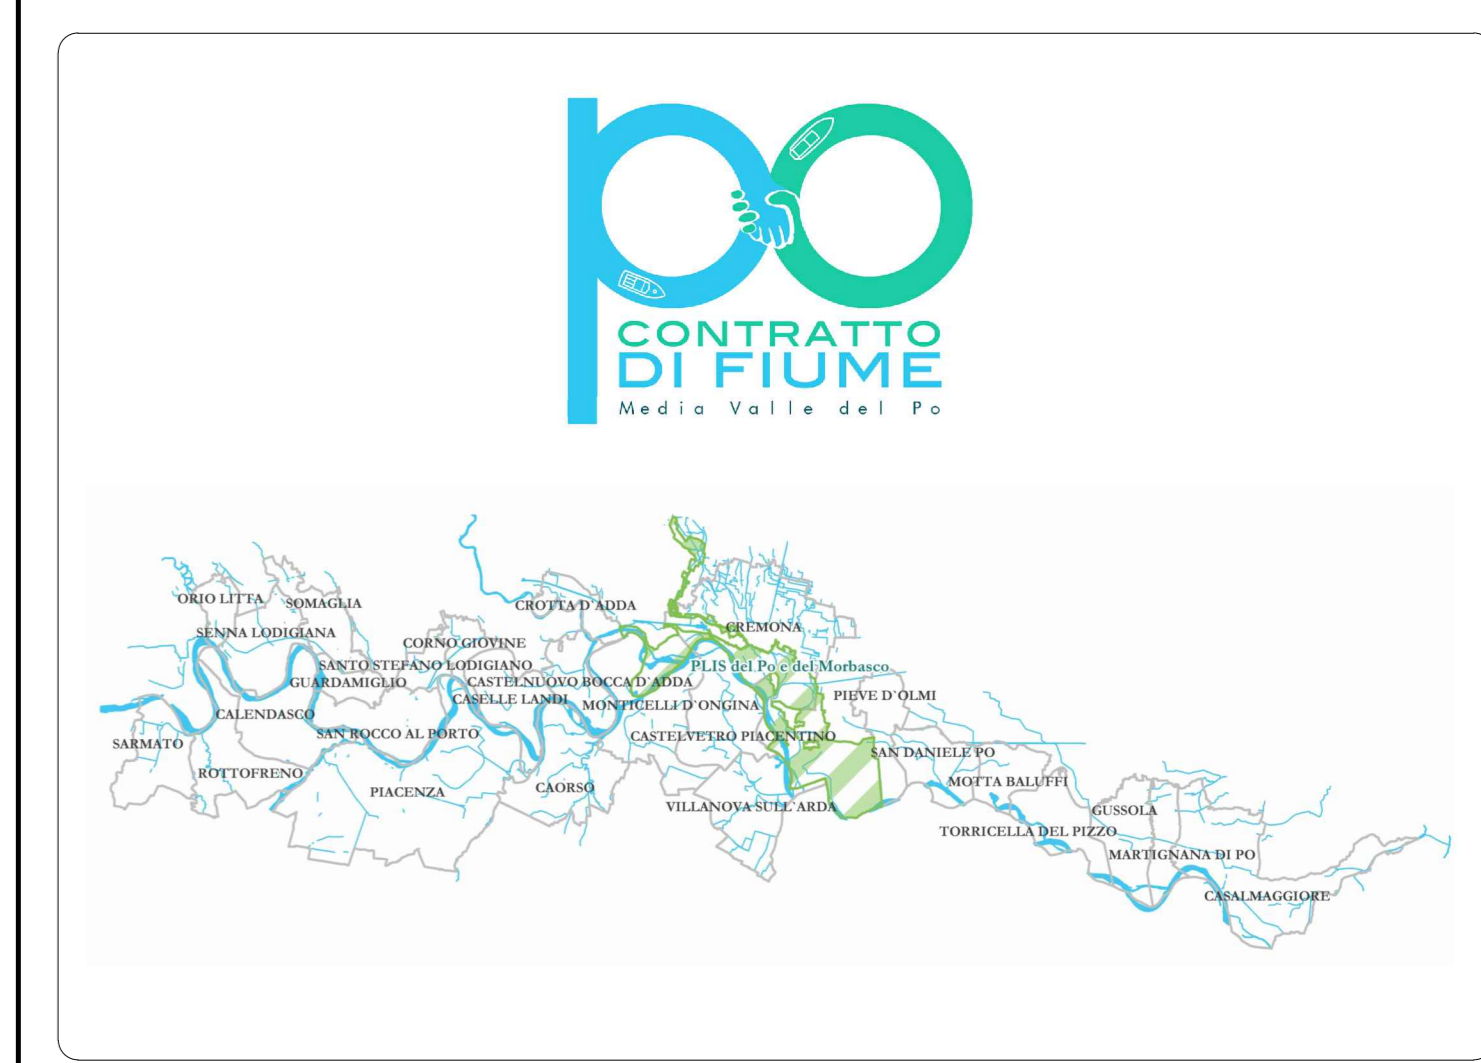 po
CONTRATTO
DI FIUME
Media Valle del Po
ORIO LITTA
SOMAGLIA
CROTTA D'ADDA
SENNA LODIGIANA
CORNO GIOVINE
CREMONA
SANTO STEFANO LODIGIANO
PLIS del Po e del Morbasco
GUARDAMIGLIO
CASTELNUOVO BOCCA D`ADDA
CASELLE LANDI
MONTICELLI D`ONGINA
PIEVE D`OLMI
CALENDASCO
SAN ROCCO AL PORTO
CASTELVETRO PIACENTINO
SARMATO
SAN DANIELE PO
ROTTOFRENO
PIACENZA
CAORSO
MOTTA BALUFFI
VILLANOVA SULL`ARDA
GUSSOLA
TORRICELLA DEL PIZZO
MARTIGNANA DI PO
CASALMAGGIORE